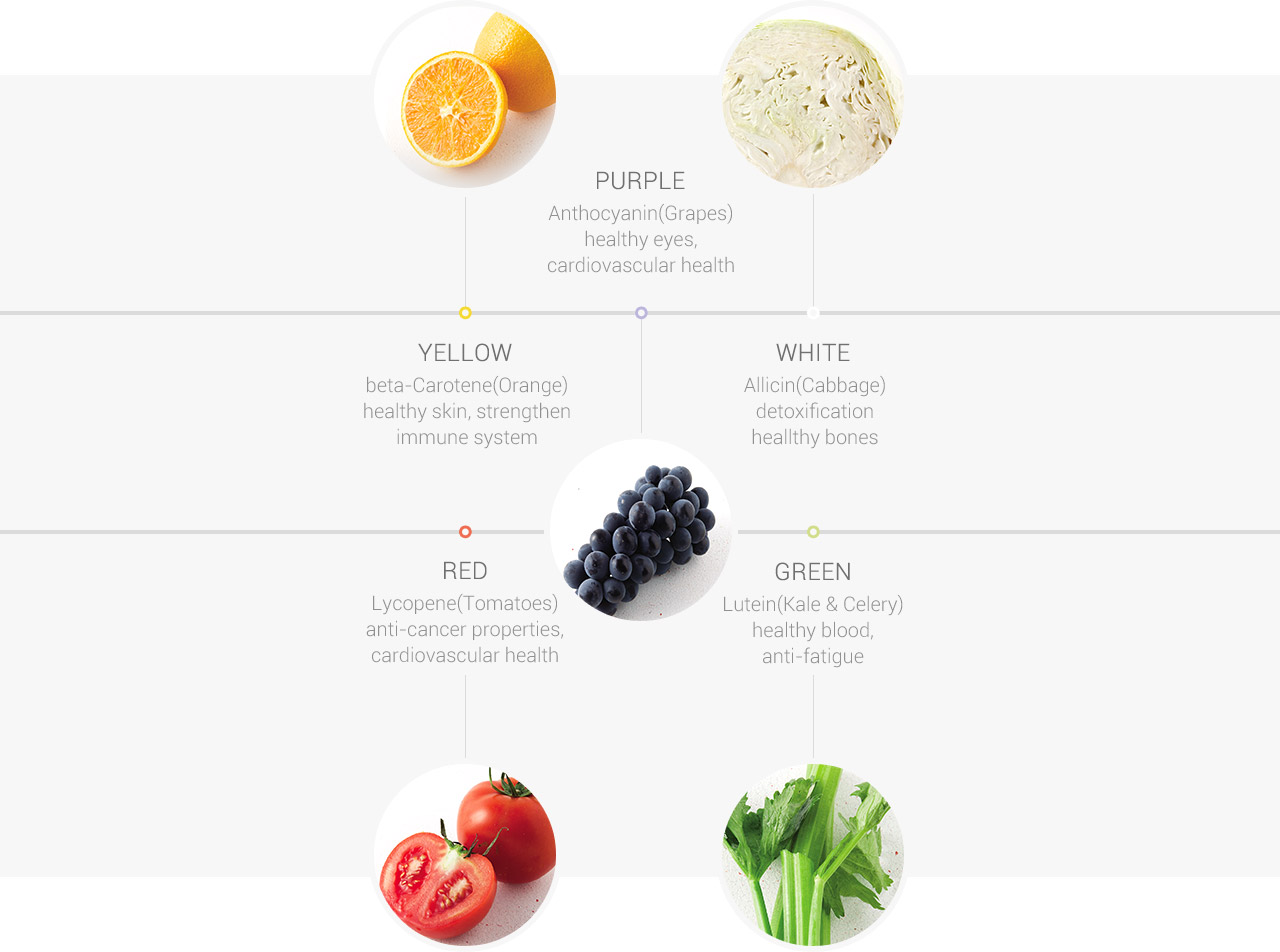 PURPLE
Anthocyanin(Grapes)
healthy eyes,
cardiovascular health
YELLOW
beta-Carotene(Orange)
healthy skin, strengthen
immune system
WHITE
Allicin(Cabbage)
detoxification
heallthy bones
RED
Lycopene(Tomatoes)
anti-cancer properties,
cardiovascular health
GREEN
Lutein(Kale & Celery)
healthy blood,
anti-fatigue